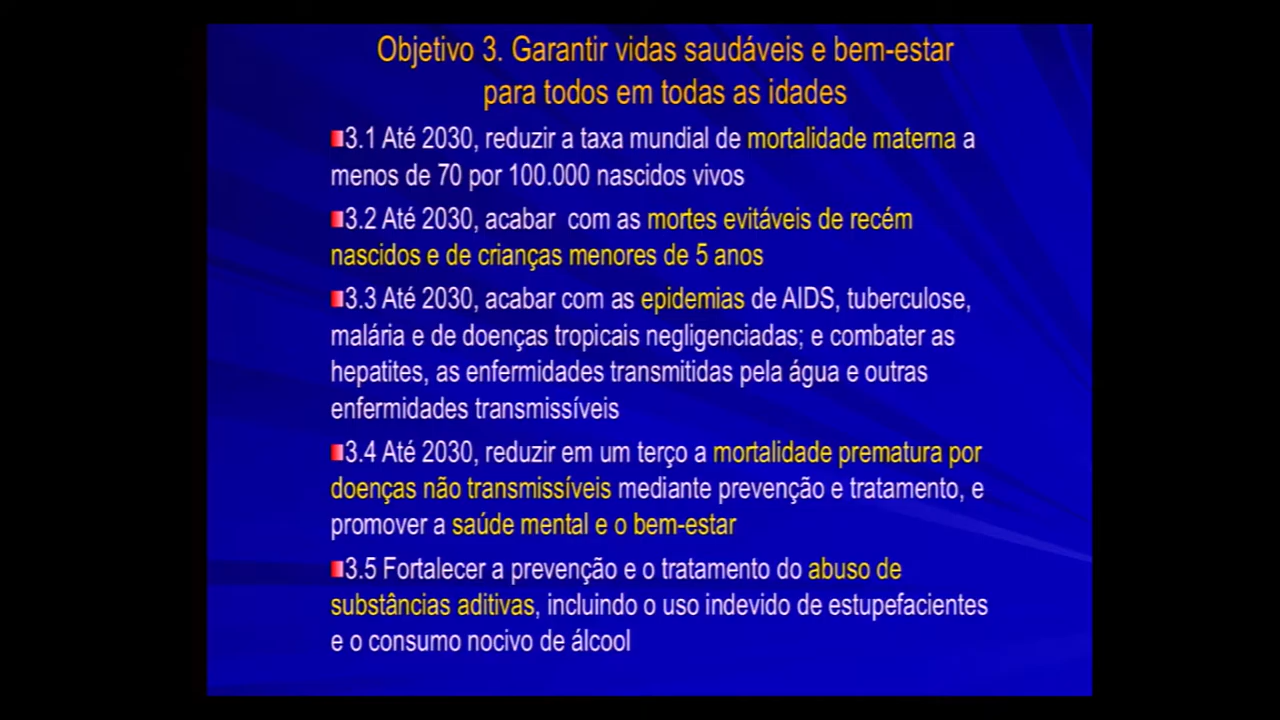 Objetivo 3. Garantir vidas saudáveis e bem-estar
para todos em todas as idades
3.1 Até 2030, reduzir a taxa mundial de mortalidade materna a
menos de 70 por 100.000 nascidos vivos
3.2 Até 2030, acabar com as mortes evitáveis de recém
nascidos e de crianças menores de 5 anos
3.3 Até 2030, acabar com as epidemias de AIDS, tuberculose,
malária e de doenças tropicais negligenciadas; e combater as
hepatites, as enfermidades transmitidas pela água e outras
enfermidades transmissíveis
3.4 Até 2030, reduzir em um terço a mortalidade prematura por
doenças não transmissíveis mediante prevenção e tratamento, e
promover a saúde mental e o bem-estar
3.5 Fortalecer a prevenção e o tratamento do abuso de
substâncias aditivas, incluindo o uso indevido de estupefacientes
e o consumo nocivo de álcool